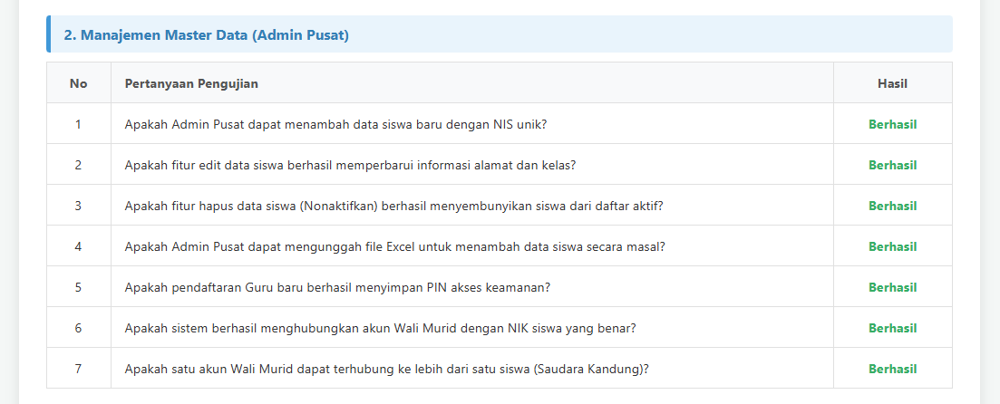 2. Manajemen Master Data (Admin Pusat)
No Pertanyaan Pengujian Hasil
1 Apakah Admin Pusat dapat menambah data siswa baru dengan NIS unik? Berhasil
2 Apakah fitur edit data siswa berhasil memperbarui informasi alamat dan kelas? Berhasil
3 Apakah fitur hapus data siswa (Nonaktifkan) berhasil menyembunyikan siswa dari daftar aktif? Berhasil
4 Apakah Admin Pusat dapat mengunggah file Excel untuk menambah data siswa secara masal? Berhasil
5 Apakah pendaftaran Guru baru berhasil menyimpan PIN akses keamanan? Berhasil
6 Apakah sistem berhasil menghubungkan akun Wali Murid dengan NIK siswa yang benar? Berhasil
7 Apakah satu akun Wali Murid dapat terhubung ke lebih dari satu siswa (Saudara Kandung)? Berhasil